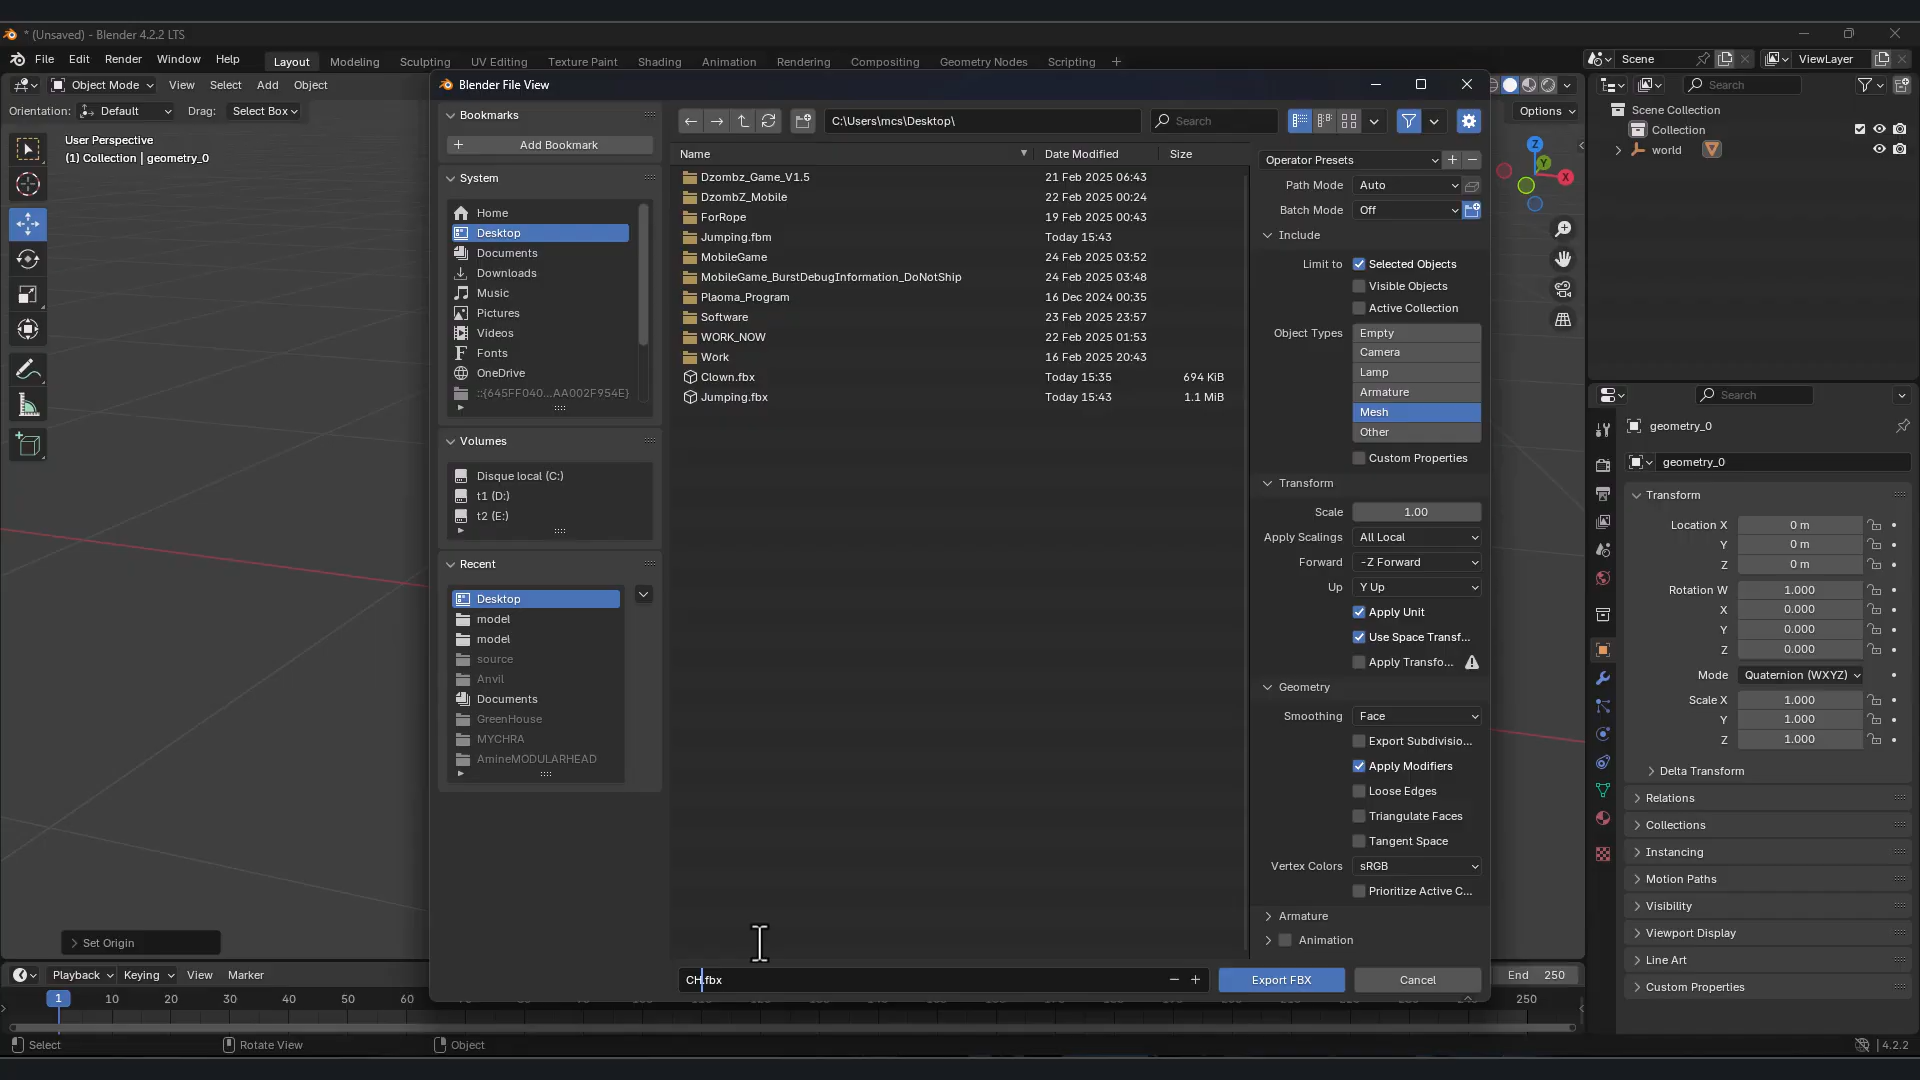 * (Unsaved) - Blender 4.2.2 LTS
File Edit Render Window Help Layout Modeling Sculpting UV Editing Texture Paint Shading Animation Rendering Compositing Geometry Nodes Scripting + Scene ViewLayer
Object Mode View Select Add Object
Orientation: Default Drag: Select Box
Options
User Perspective
(1) Collection | geometry_0
Blender File View
Bookmarks
Add Bookmark
System
Home
Desktop
Documents
Downloads
Music
Pictures
Videos
Fonts
OneDrive
::{645FF040...AA002F954E}
Volumes
Disque local (C:)
t1 (D:)
t2 (E:)
Recent
Desktop
model
model
source
Anvil
Documents
GreenHouse
MYCHRA
AmineMODULARHEAD
C:\Users\mcs\Desktop\
Search
Name Date Modified Size
Dzombz_Game_V1.5 21 Feb 2025 06:43
DzombZ_Mobile 22 Feb 2025 00:24
ForRope 19 Feb 2025 00:43
Jumping.fbm Today 15:43
MobileGame 24 Feb 2025 03:52
MobileGame_BurstDebugInformation_DoNotShip 24 Feb 2025 03:48
Plaoma_Program 16 Dec 2024 00:35
Software 23 Feb 2025 23:57
WORK_NOW 22 Feb 2025 01:53
Work 16 Feb 2025 20:43
Clown.fbx Today 15:35 694 KiB
Jumping.fbx Today 15:43 1.1 MiB
CH.fbx
Export FBX
Cancel
Operator Presets
Path Mode Auto
Batch Mode Off
Include
Limit to Selected Objects
Visible Objects
Active Collection
Object Types Empty
Camera
Lamp
Armature
Mesh
Other
Custom Properties
Transform
Scale 1.00
Apply Scalings All Local
Forward -Z Forward
Up Y Up
Apply Unit
Use Space Transf...
Apply Transfo...
Geometry
Smoothing Face
Export Subdivisio...
Apply Modifiers
Loose Edges
Triangulate Faces
Tangent Space
Vertex Colors sRGB
Prioritize Active C...
Armature
Animation
Z
Y
X
Search
Scene Collection
Collection
world
Search
geometry_0
geometry_0
Transform
Location X 0 m
Y 0 m
Z 0 m
Rotation W 1.000
X 0.000
Y 0.000
Z 0.000
Mode Quaternion (WXYZ)
Scale X 1.000
Y 1.000
Z 1.000
Delta Transform
Relations
Collections
Instancing
Motion Paths
Visibility
Viewport Display
Line Art
Custom Properties
Set Origin
Playback Keying View Marker
End 250
1 10 20 30 40 50 60 250
Select Rotate View Object
4.2.2